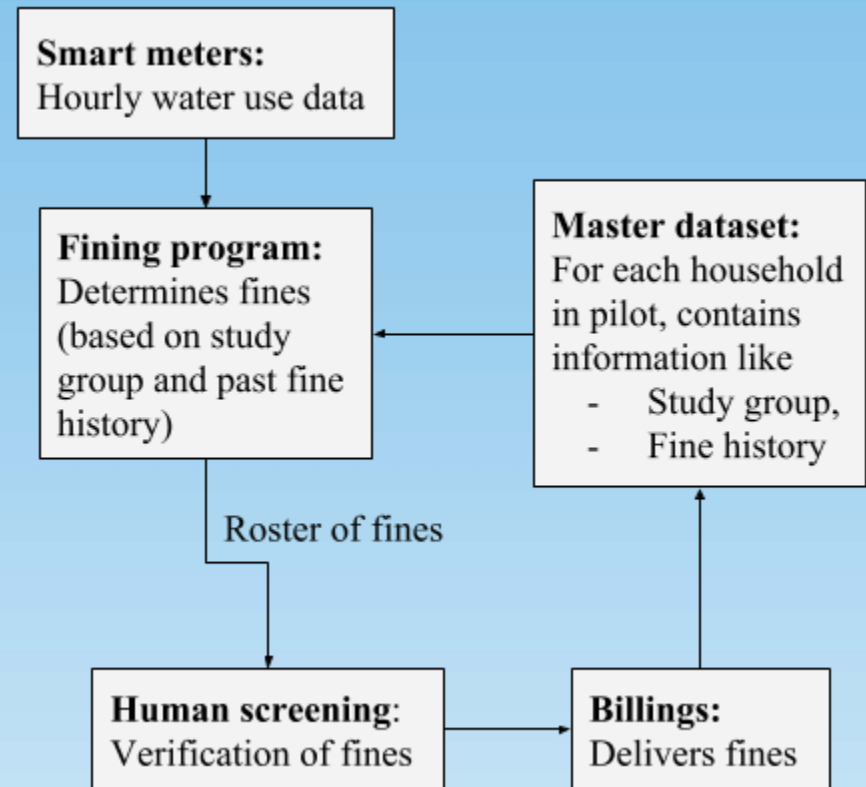 Smart meters:
Hourly water use data
Fining program:
Determines fines
(based on study
group and past fine
history)
Master dataset:
For each household
in pilot, contains
information like
- Study group,
- Fine history
Roster of fines
Human screening:
Verification of fines
Billings:
Delivers fines